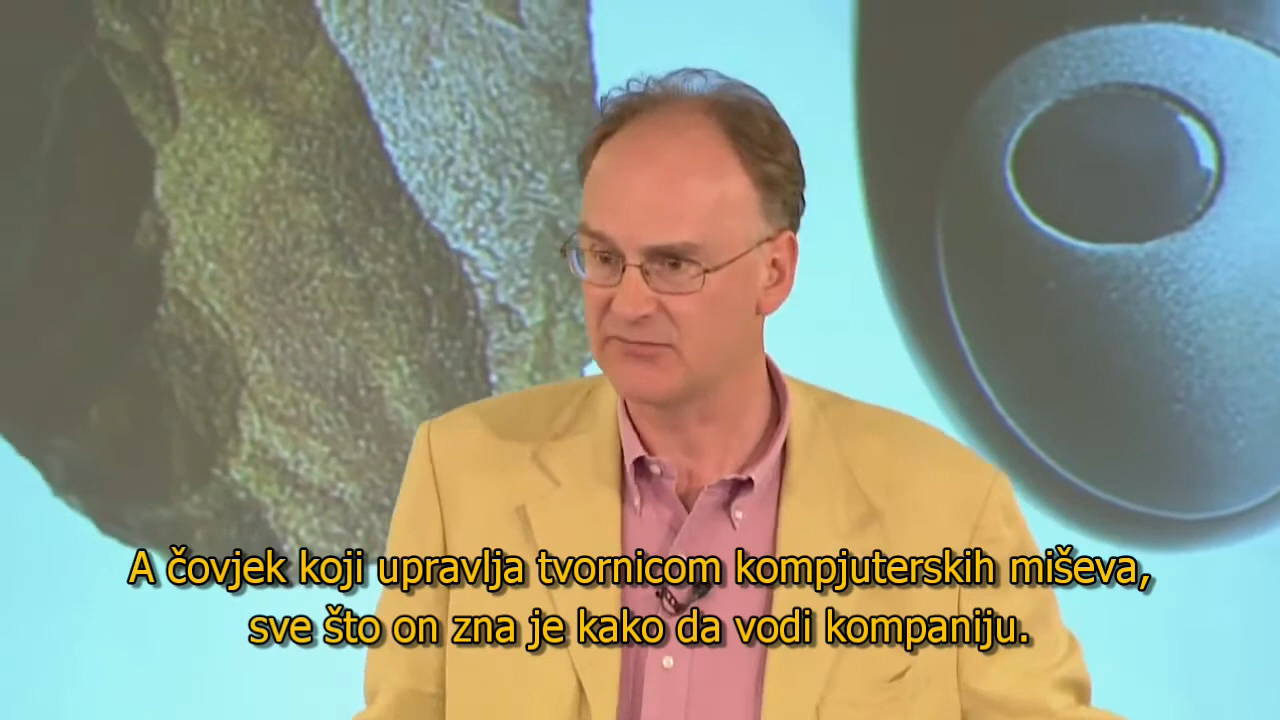 A čovjek koji upravlja tvornicom kompjuterskih miševa,
sve što on zna je kako da vodi kompaniju.